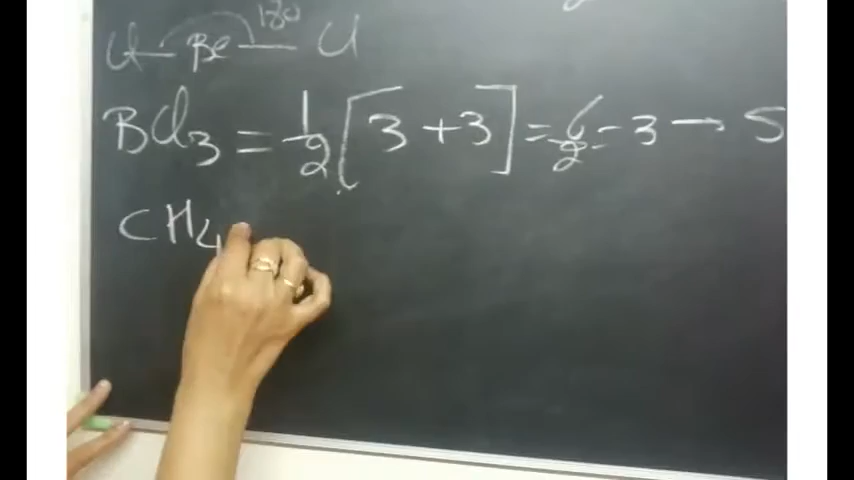 180
Cl — Be — Cl
BCl3 = 1/2 [3 + 3] = 6/2 = 3 → S
CH4